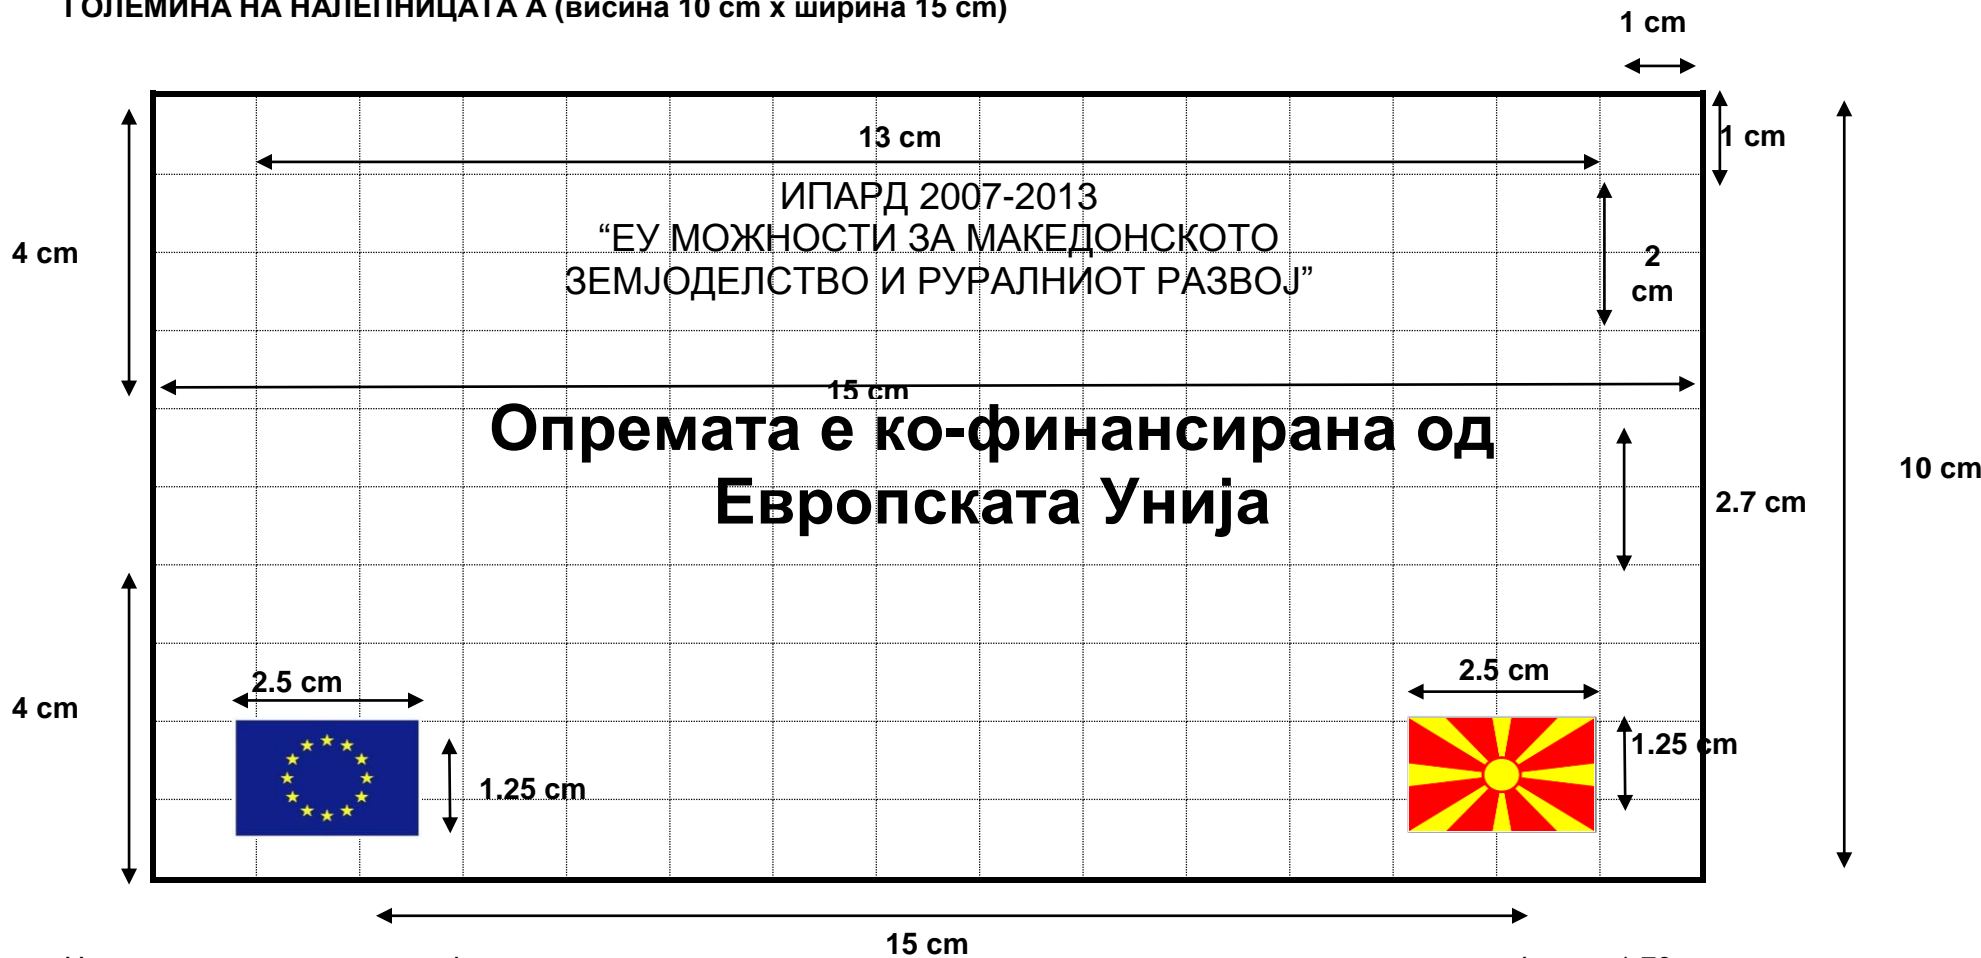 ГОЛЕМИНА НА НАЛЕПНИЦАТА А (висина 10 cm x ширина 15 cm)
1 cm
13 cm
1 cm
ИПАРД 2007-2013
“ЕУ МОЖНОСТИ ЗА МАКЕДОНСКОТО
ЗЕМЈОДЕЛСТВО И РУРАЛНИОТ РАЗВОЈ”
4 cm
2
cm
15 cm
Опремата е ко-финансирана од
Европската Унија
10 cm
2.7 cm
2.5 cm
2.5 cm
4 cm
1.25 cm
1.25 cm
15 cm